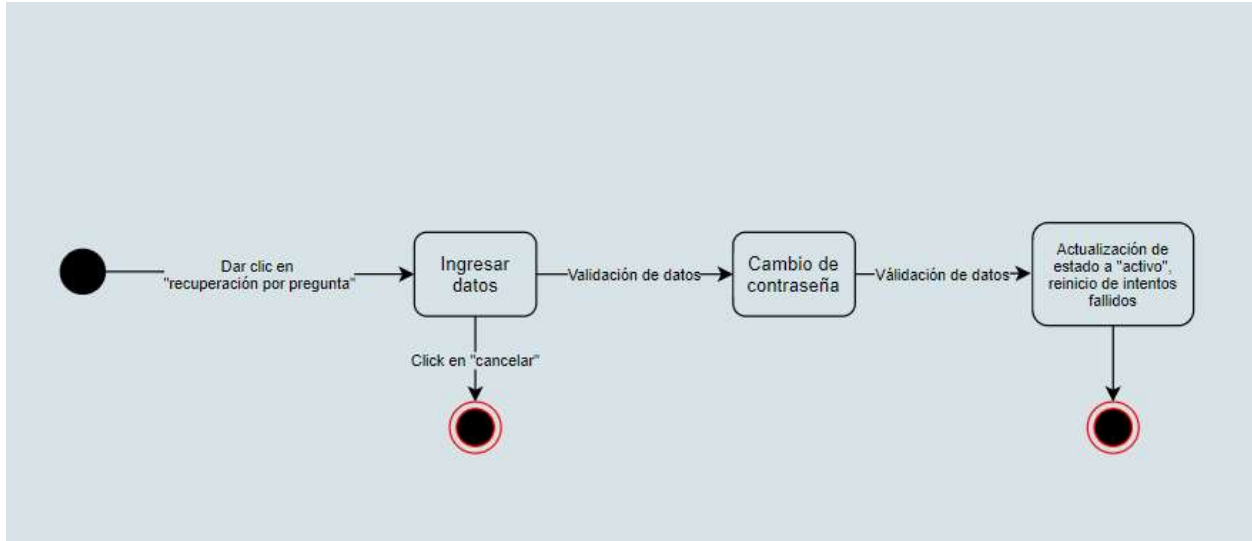 Dar clic en
"recuperación por pregunta"
Ingresar
datos
Validación de datos
Cambio de
contraseña
Válidación de datos
Actualización de
estado a "activo",
reinicio de intentos
fallidos
Click en "cancelar"